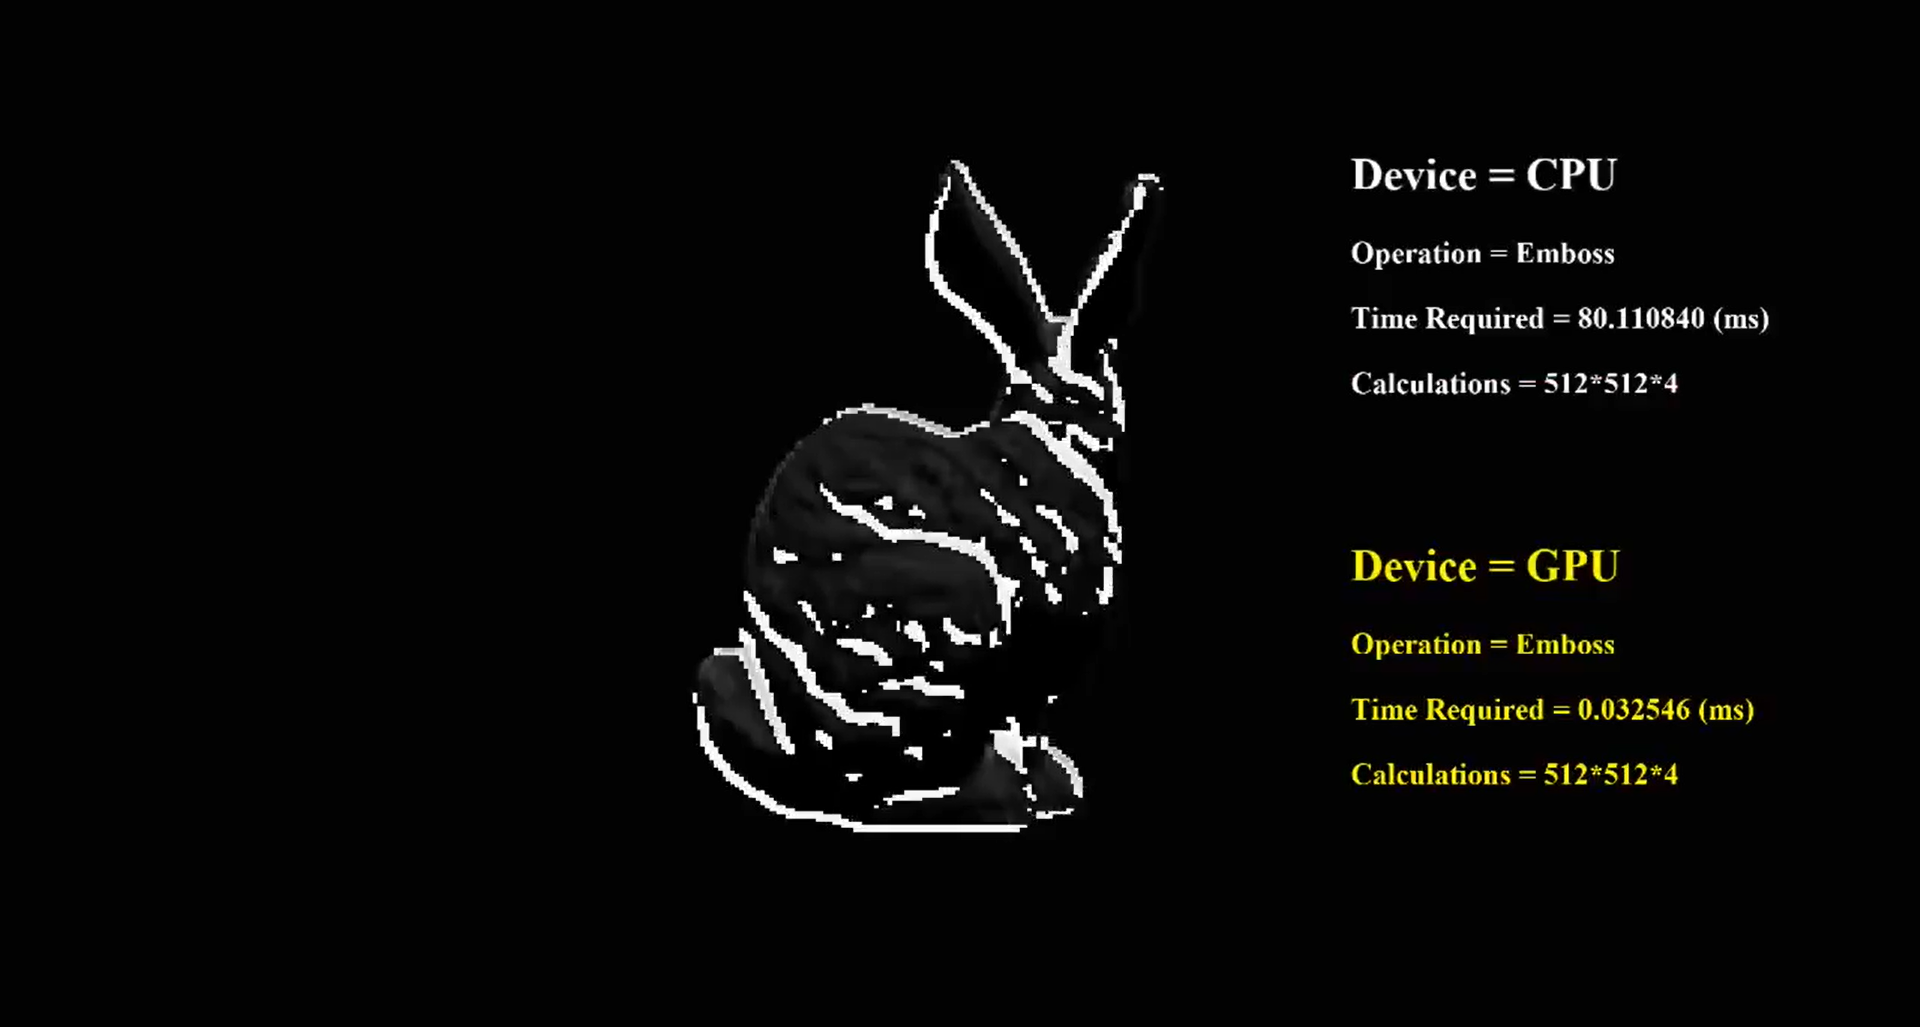 Device = CPU
Operation = Emboss
Time Required = 80.110840 (ms)
Calculations = 512*512*4
Device = GPU
Operation = Emboss
Time Required = 0.032546 (ms)
Calculations = 512*512*4